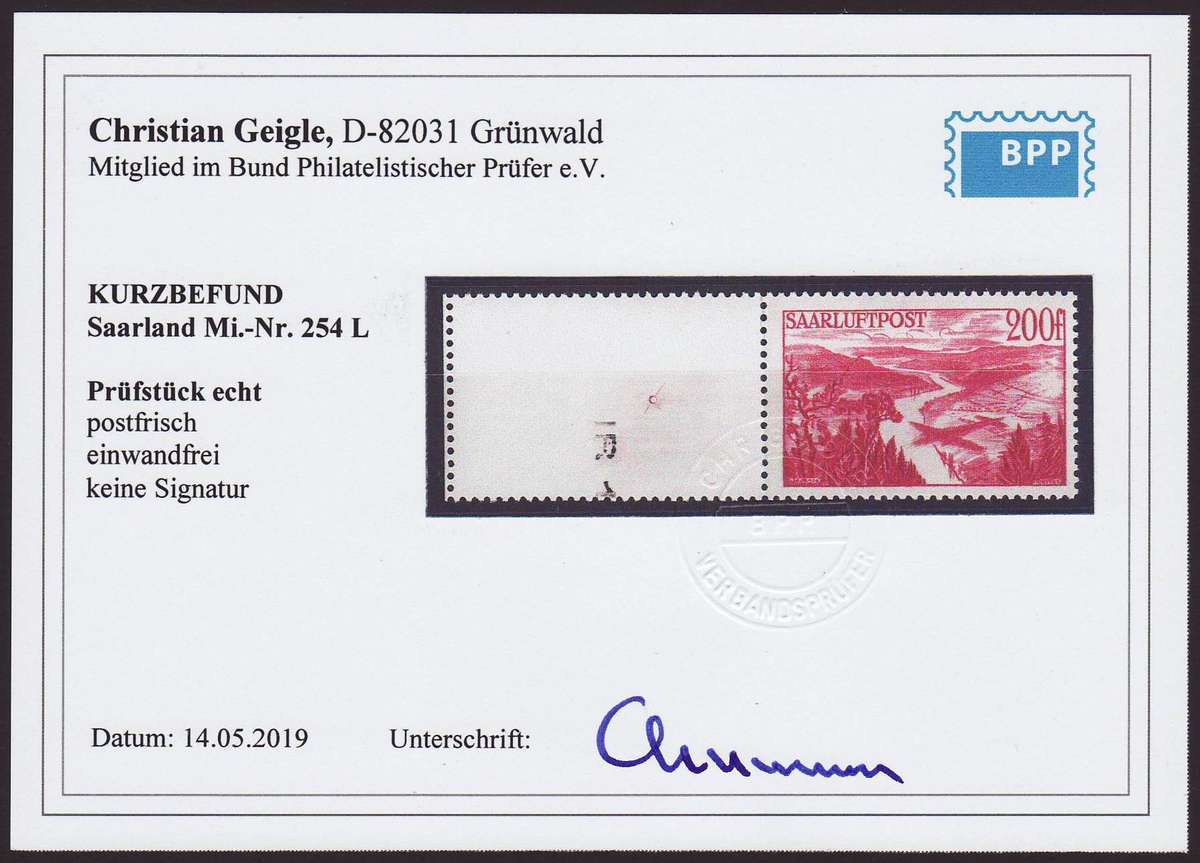 Christian Geigle, D-82031 Grünwald
Mitglied im Bund Philatelistischer Prüfer e.V.
BPP
KURZBEFUND
Saarland Mi.-Nr. 254 L
Prüfstück echt
postfrisch
einwandfrei
keine Signatur
SAARLUFTPOST 200f
BPP
VERBANDSPRÜFER
Datum: 14.05.2019
Unterschrift: